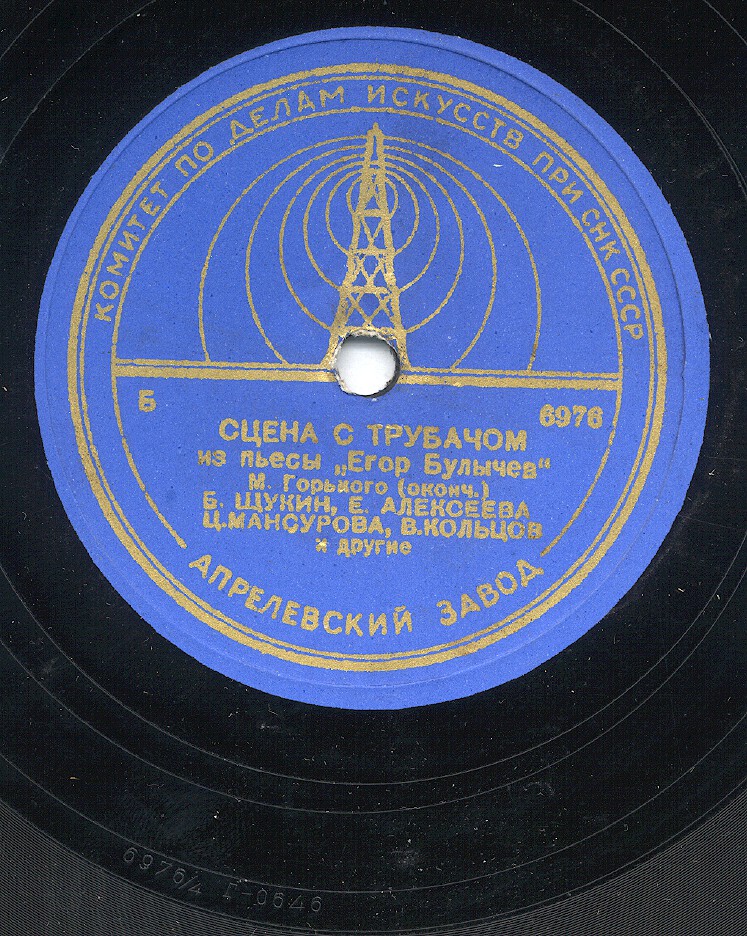 КОМИТЕТ ПО ДЕЛАМ ИСКУССТВ ПРИ СНК СССР
Б 6976
СЦЕНА С ТРУБАЧОМ
из пьесы „Егор Булычев“
М. Горького (оконч.)
Б. ЩУКИН, Е. АЛЕКСЕЕВА
Ц. МАНСУРОВА, В. КОЛЬЦОВ
и другие
АПРЕЛЕВСКИЙ ЗАВОД
6976/4 Г-0646